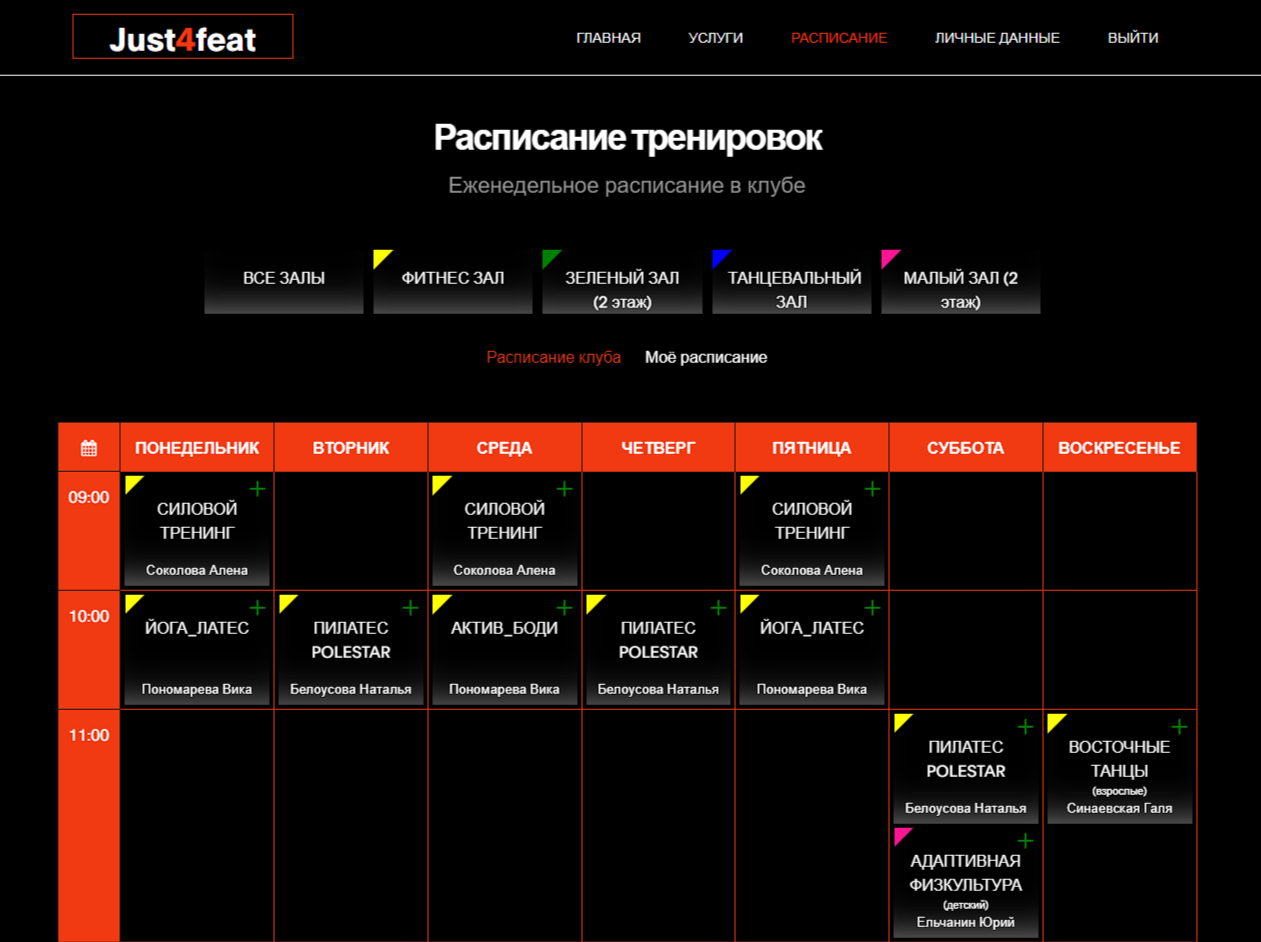 Just4feat
ГЛАВНАЯ УСЛУГИ РАСПИСАНИЕ ЛИЧНЫЕ ДАННЫЕ ВЫЙТИ
Расписание тренировок
Еженедельное расписание в клубе
ВСЕ ЗАЛЫ
ФИТНЕС ЗАЛ
ЗЕЛЕНЫЙ ЗАЛ
(2 этаж)
ТАНЦЕВАЛЬНЫЙ
ЗАЛ
МАЛЫЙ ЗАЛ (2
этаж)
Расписание клуба Моё расписание
ПОНЕДЕЛЬНИК ВТОРНИК СРЕДА ЧЕТВЕРГ ПЯТНИЦА СУББОТА ВОСКРЕСЕНЬЕ
09:00
СИЛОВОЙ
ТРЕНИНГ
Соколова Алена
СИЛОВОЙ
ТРЕНИНГ
Соколова Алена
СИЛОВОЙ
ТРЕНИНГ
Соколова Алена
10:00
ЙОГА_ЛАТЕС
Пономарева Вика
ПИЛАТЕС
POLESTAR
Белоусова Наталья
АКТИВ_БОДИ
Пономарева Вика
ПИЛАТЕС
POLESTAR
Белоусова Наталья
ЙОГА_ЛАТЕС
Пономарева Вика
11:00
ПИЛАТЕС
POLESTAR
Белоусова Наталья
АДАПТИВНАЯ
ФИЗКУЛЬТУРА
(детский)
Ельчанин Юрий
ВОСТОЧНЫЕ
ТАНЦЫ
(взрослые)
Синаевская Галя